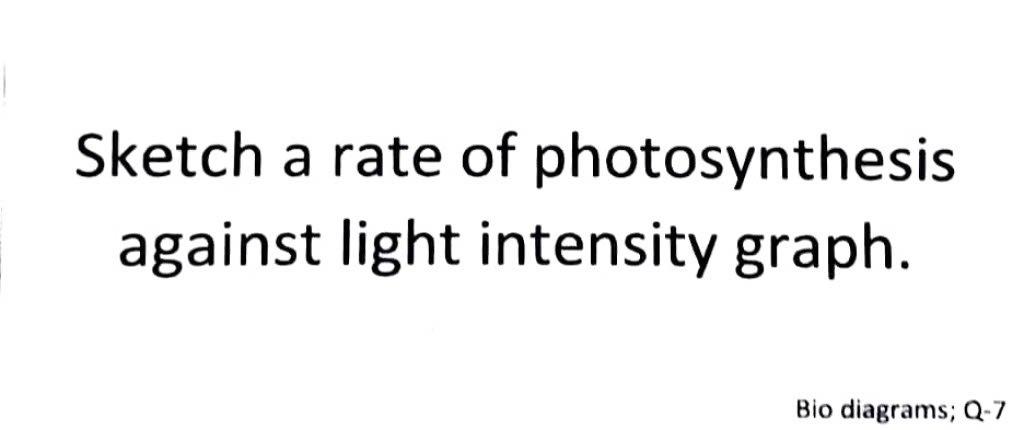 Sketch a rate of photosynthesis
against light intensity graph.
Bio diagrams; Q-7